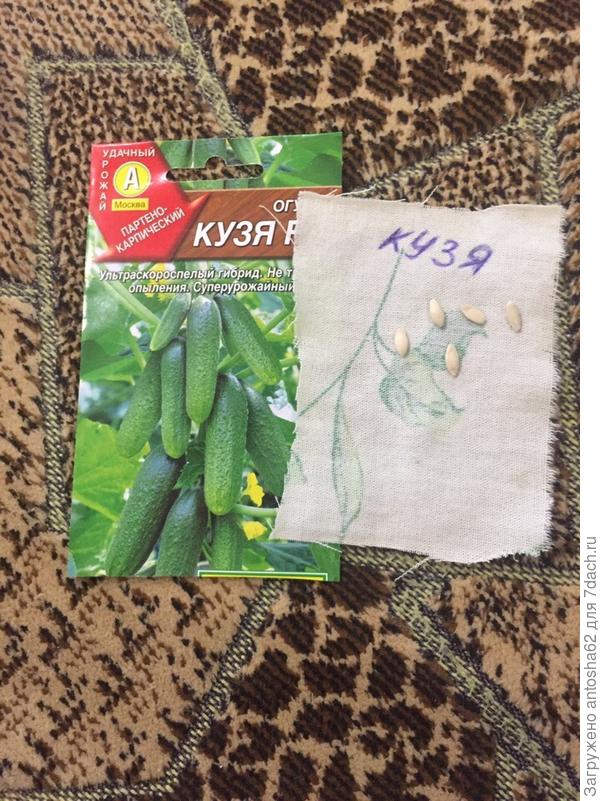 УДАЧНЫЙ
УРОЖАЙ
А
Москва
ПАРТЕНО-
КАРПИЧЕСКИЙ
ОГУ
КУЗЯ
Ультраскороспелый гибрид. Не т
опыления. Суперурожайный
КУЗЯ
Загружено antosha62 для 7dach.ru